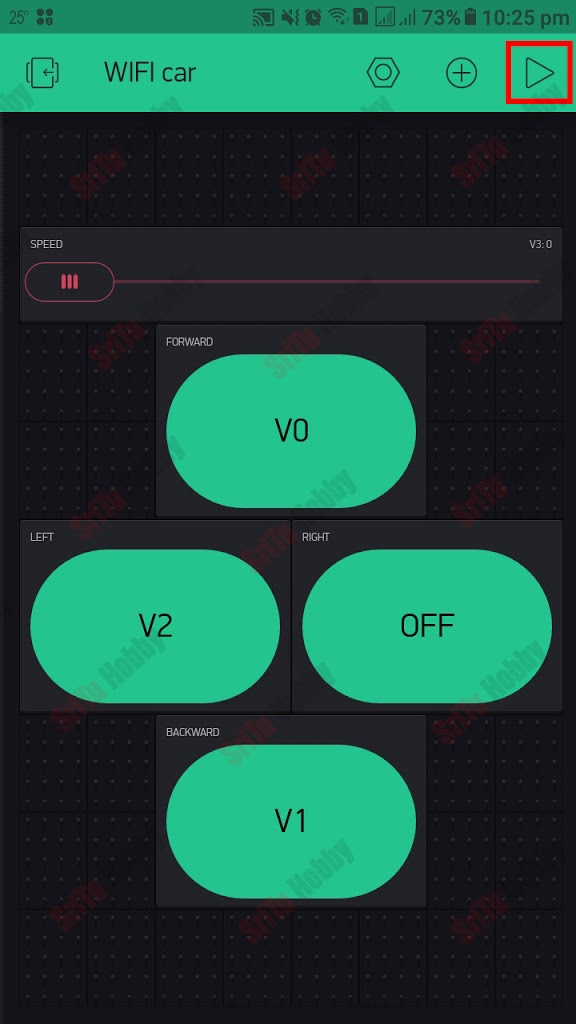 25° 1 73% 10:25 pm
WIFI car
SPEED V3: 0
FORWARD
V0
LEFT RIGHT
V2 OFF
BACKWARD
V1
SriTu Hobby